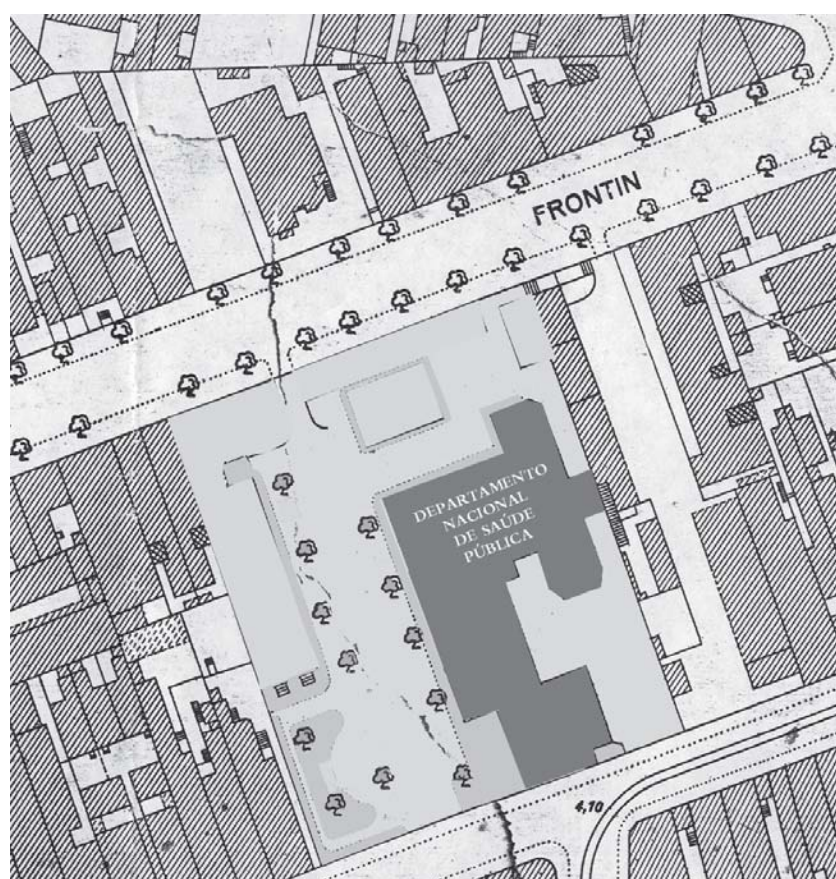 FRONTIN
DEPARTAMENTO
NACIONAL
DE SAÚDE
PÚBLICA
4,10